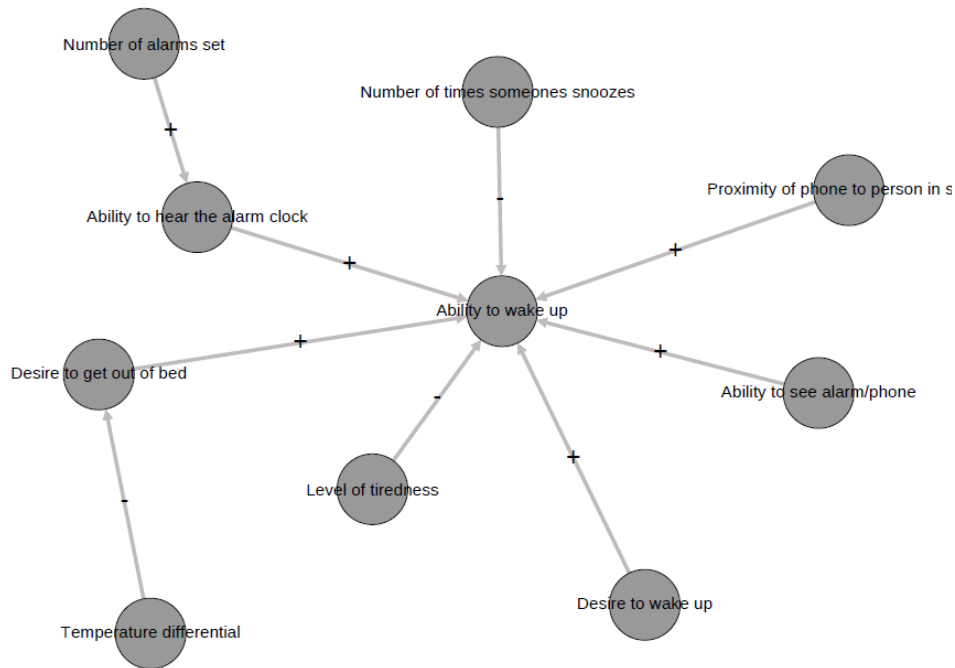 Number of alarms set
Number of times someones snoozes
+
Proximity of phone to person in s
-
Ability to hear the alarm clock
+
+
Ability to wake up
+
+
Desire to get out of bed
Ability to see alarm/phone
-
+
Level of tiredness
-
Desire to wake up
Temperature differential